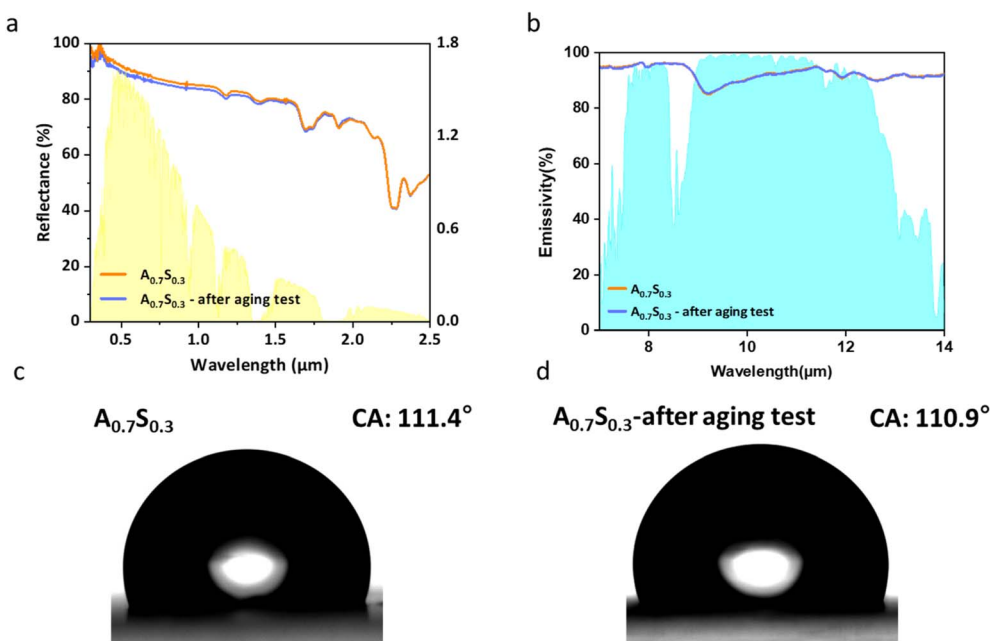 a
100
80
60
40
20
0
Reflectance (%)
1.8
1.2
0.6
0.0
A0.7S0.3
A0.7S0.3 - after aging test
0.5 1.0 1.5 2.0 2.5
Wavelength (μm)
b
100
80
60
40
20
0
Emissivity(%)
A0.7S0.3
A0.7S0.3 - after aging test
8 10 12 14
Wavelength(μm)
c
A0.7S0.3 CA: 111.4°
d
A0.7S0.3-after aging test CA: 110.9°